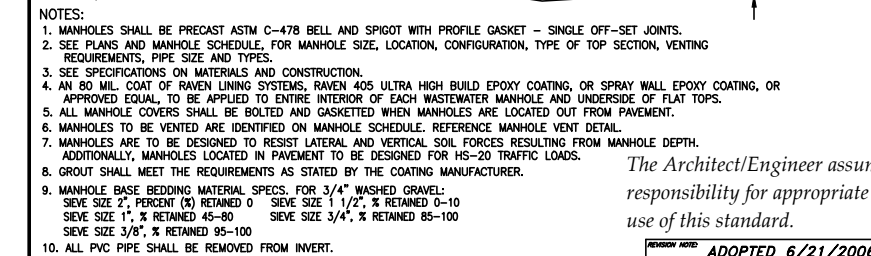 NOTES:
1. MANHOLES SHALL BE PRECAST ASTM C-478 BELL AND SPIGOT WITH PROFILE GASKET – SINGLE OFF-SET JOINTS.
2. SEE PLANS AND MANHOLE SCHEDULE, FOR MANHOLE SIZE, LOCATION, CONFIGURATION, TYPE OF TOP SECTION, VENTING
REQUIREMENTS, PIPE SIZE AND TYPES.
3. SEE SPECIFICATIONS ON MATERIALS AND CONSTRUCTION.
4. AN 80 MIL. COAT OF RAVEN LINING SYSTEMS, RAVEN 405 ULTRA HIGH BUILD EPOXY COATING, OR SPRAY WALL EPOXY COATING, OR
APPROVED EQUAL, TO BE APPLIED TO ENTIRE INTERIOR OF EACH WASTEWATER MANHOLE AND UNDERSIDE OF FLAT TOPS.
5. ALL MANHOLE COVERS SHALL BE BOLTED AND GASKETTED WHEN MANHOLES ARE LOCATED OUT FROM PAVEMENT.
6. MANHOLES TO BE VENTED ARE IDENTIFIED ON MANHOLE SCHEDULE. REFERENCE MANHOLE VENT DETAIL.
7. MANHOLES ARE TO BE DESIGNED TO RESIST LATERAL AND VERTICAL SOIL FORCES RESULTING FROM MANHOLE DEPTH.
ADDITIONALLY, MANHOLES LOCATED IN PAVEMENT TO BE DESIGNED FOR HS-20 TRAFFIC LOADS.
8. GROUT SHALL MEET THE REQUIREMENTS AS STATED BY THE COATING MANUFACTURER.
9. MANHOLE BASE BEDDING MATERIAL SPECS. FOR 3/4" WASHED GRAVEL:
SIEVE SIZE 2", PERCENT (%) RETAINED 0 SIEVE SIZE 1 1/2", % RETAINED 0-10
SIEVE SIZE 1", % RETAINED 45-80 SIEVE SIZE 3/4", % RETAINED 85-100
SIEVE SIZE 3/8", % RETAINED 95-100
10. ALL PVC PIPE SHALL BE REMOVED FROM INVERT.
The Architect/Engineer assu
responsibility for appropriate
use of this standard.
REVISION NOTE: ADOPTED 6/21/2006